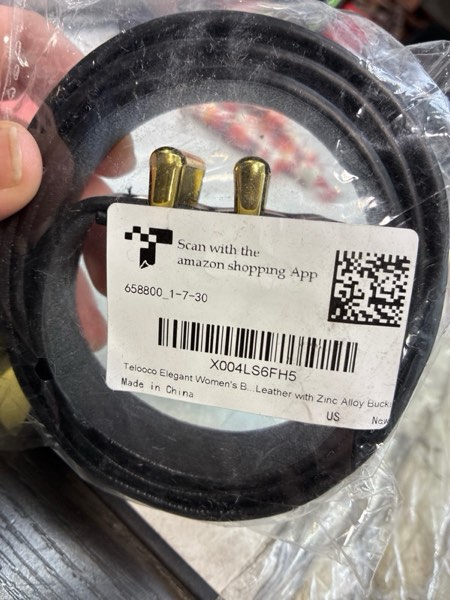 Scan with the
amazon shopping App
658800_1-7-30
X004LS6FH5
Telooco Elegant Women's B...Leather with Zinc Alloy Buck
Made in China
US New